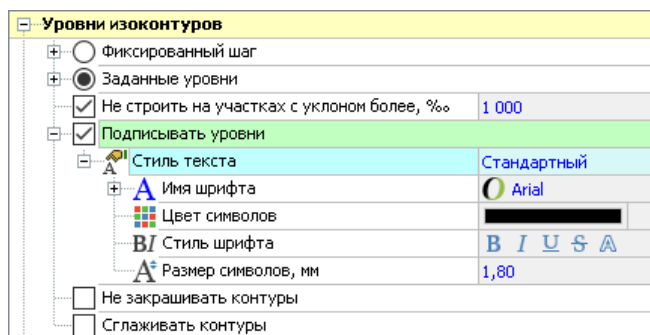 Уровни изоконтуров
Фиксированный шаг
Заданные уровни
Не строить на участках с уклоном более, ‰ 1 000
Подписывать уровни
Стиль текста Стандартный
Имя шрифта Arial
Цвет символов
Стиль шрифта B I U S A
Размер символов, мм 1,80
Не закрашивать контуры
Сглаживать контуры